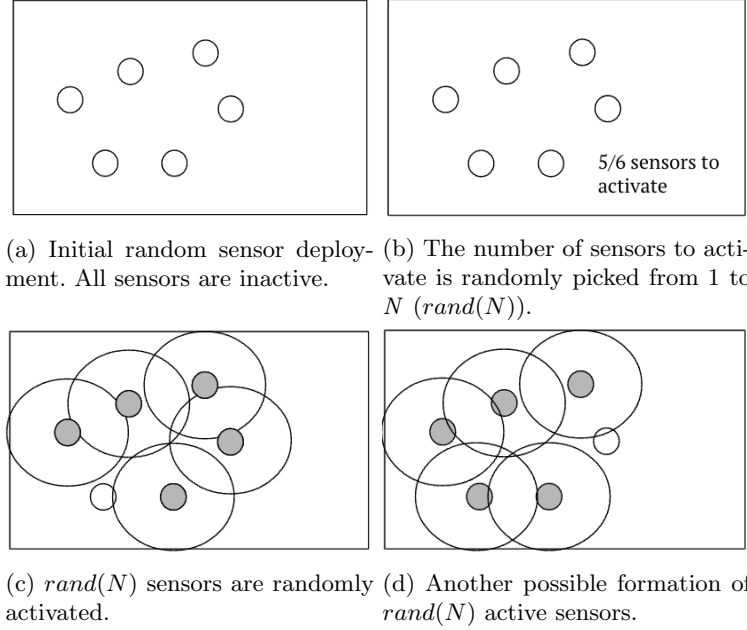 5/6 sensors to
activate
(a) Initial random sensor deploy-
ment. All sensors are inactive.
(b) The number of sensors to acti-
vate is randomly picked from 1 to
N (rand(N)).
(c) rand(N) sensors are randomly
activated.
(d) Another possible formation of
rand(N) active sensors.